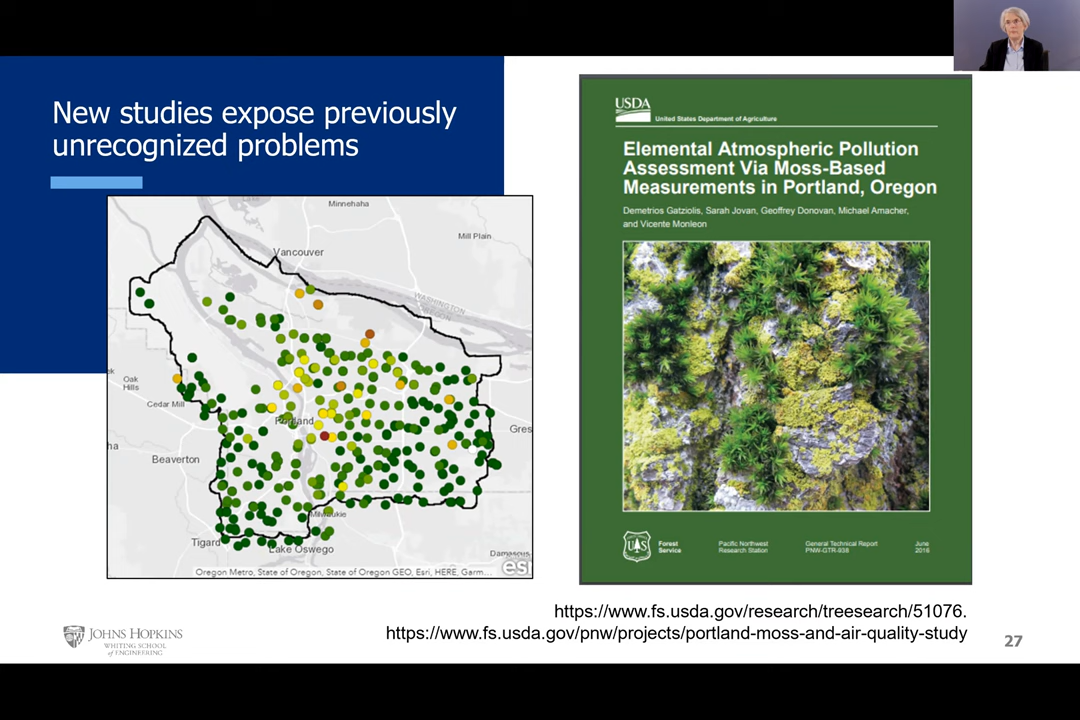 New studies expose previously
unrecognized problems
Minnehaha
Mill Plain
Vancouver
WASHINGTON
OREGON
Oak
Hills
Cedar Mill
Portland
Gres
ha
Beaverton
Milwaukie
Tigard
Lake Oswego
Damascus
Oregon Metro, State of Oregon, State of Oregon GEO, Esri, HERE, Garm...
esri
USDA
United States Department of Agriculture
Elemental Atmospheric Pollution
Assessment Via Moss-Based
Measurements in Portland, Oregon
Demetrios Gatziolis, Sarah Jovan, Geoffrey Donovan, Michael Amacher,
and Vicente Monleon
Forest
Service
Pacific Northwest
Research Station
General Technical Report
PNW-GTR-938
June
2016
https://www.fs.usda.gov/research/treesearch/51076.
https://www.fs.usda.gov/pnw/projects/portland-moss-and-air-quality-study
JOHNS HOPKINS
WHITING SCHOOL
of ENGINEERING
27